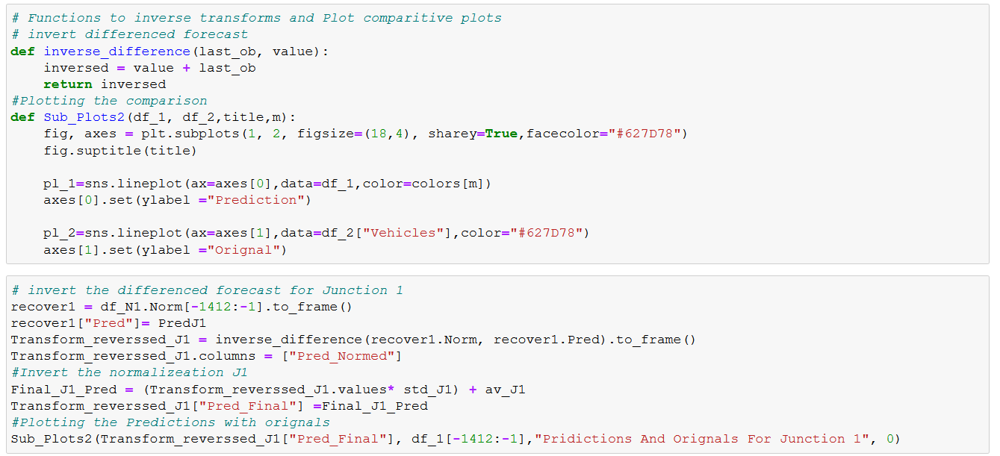 # Functions to inverse transforms and Plot comparitive plots
# invert differenced forecast
def inverse_difference(last_ob, value):
    inversed = value + last_ob
    return inversed
#Plotting the comparison
def Sub_Plots2(df_1, df_2,title,m):
    fig, axes = plt.subplots(1, 2, figsize=(18,4), sharey=True,facecolor="#627D78")
    fig.suptitle(title)

    pl_1=sns.lineplot(ax=axes[0],data=df_1,color=colors[m])
    axes[0].set(ylabel ="Prediction")

    pl_2=sns.lineplot(ax=axes[1],data=df_2["Vehicles"],color="#627D78")
    axes[1].set(ylabel ="Orignal")

# invert the differenced forecast for Junction 1
recover1 = df_N1.Norm[-1412:-1].to_frame()
recover1["Pred"]= PredJ1
Transform_reverssed_J1 = inverse_difference(recover1.Norm, recover1.Pred).to_frame()
Transform_reverssed_J1.columns = ["Pred_Normed"]
#Invert the normalizeation J1
Final_J1_Pred = (Transform_reverssed_J1.values* std_J1) + av_J1
Transform_reverssed_J1["Pred_Final"] =Final_J1_Pred
#Plotting the Predictions with orignals
Sub_Plots2(Transform_reverssed_J1["Pred_Final"], df_1[-1412:-1],"Pridictions And Orignals For Junction 1", 0)